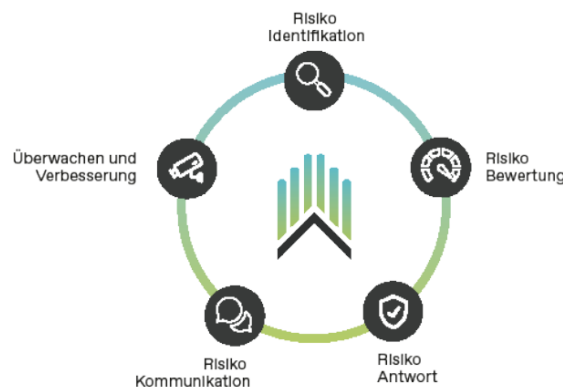 Risiko
Identifikation
Risiko
Bewertung
Risiko
Antwort
Risiko
Kommunikation
Überwachen und
Verbesserung